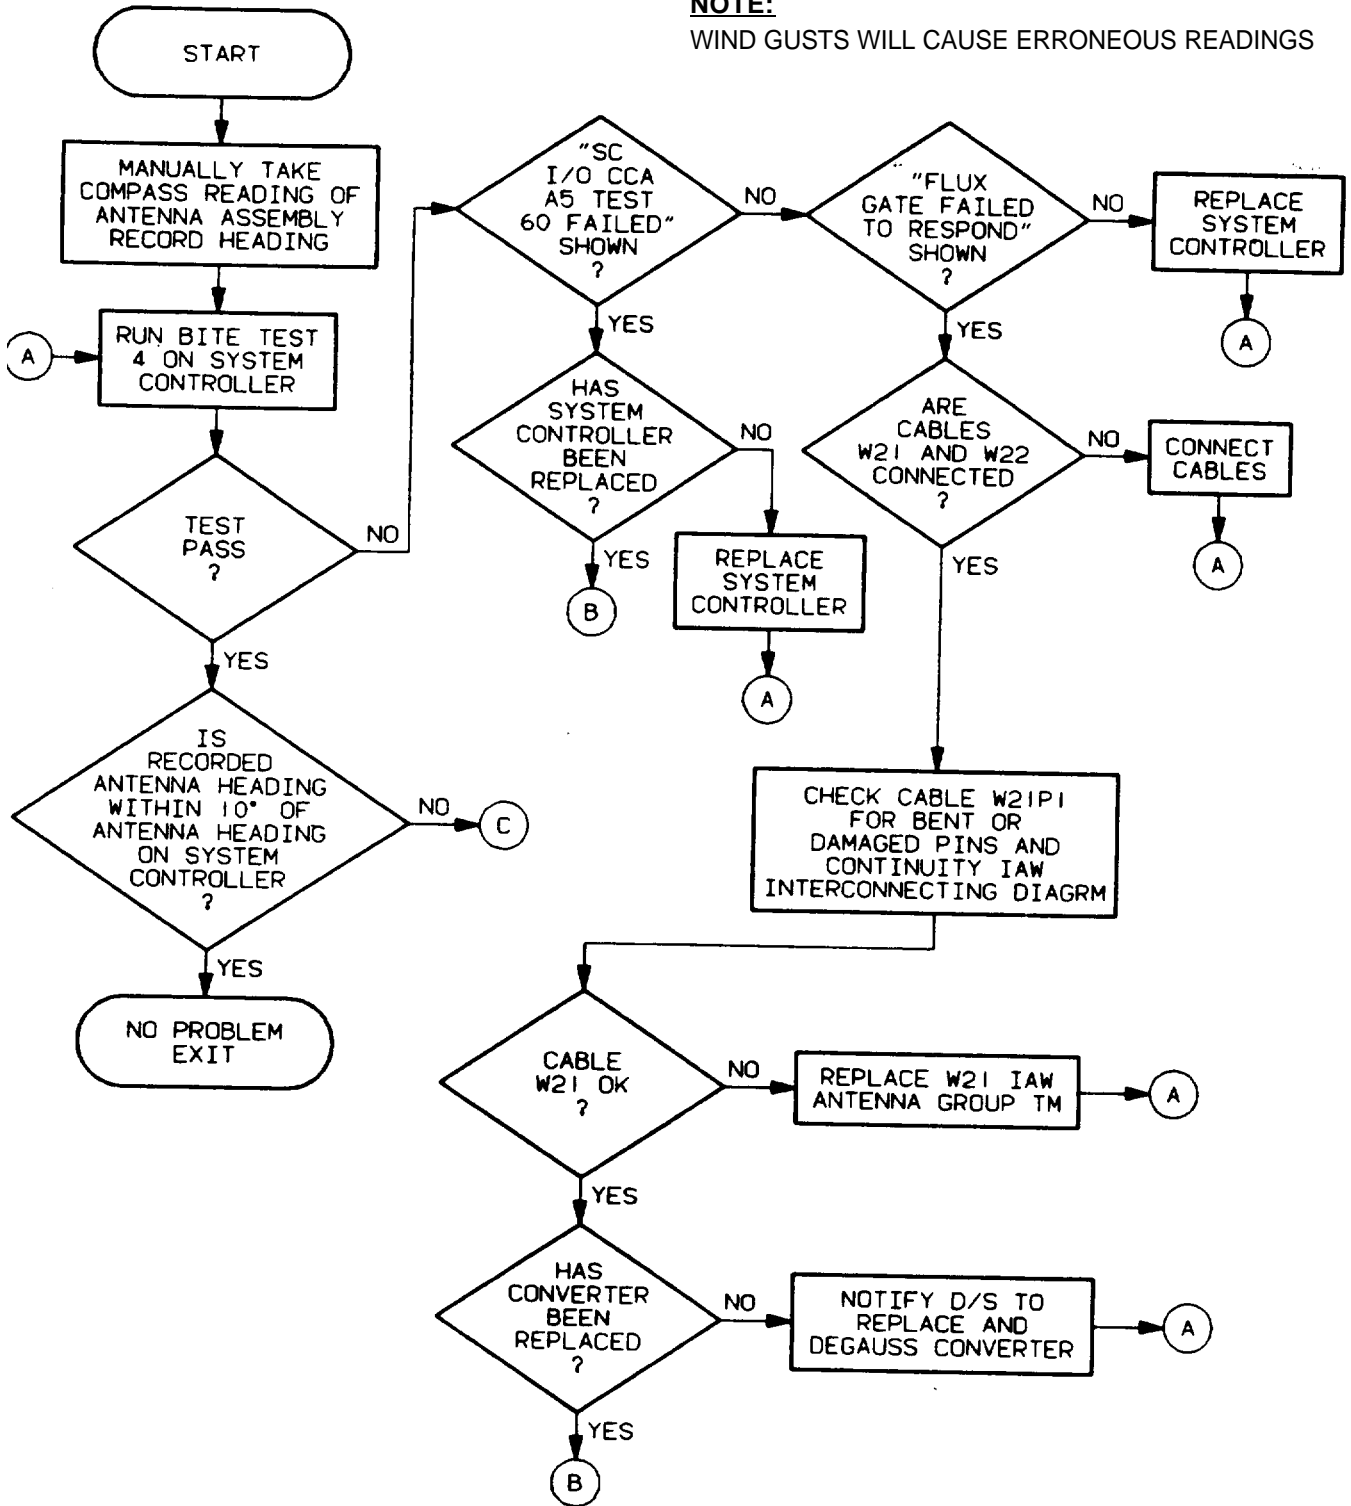 NOTE:
WIND GUSTS WILL CAUSE ERRONEOUS READINGS
START
MANUALLY TAKE
COMPASS READING OF
ANTENNA ASSEMBLY
RECORD HEADING
A
RUN BITE TEST
4 ON SYSTEM
CONTROLLER
TEST
PASS
?
NO
YES
IS
RECORDED
ANTENNA HEADING
WITHIN 10° OF
ANTENNA HEADING
ON SYSTEM
CONTROLLER
?
NO
C
YES
NO PROBLEM
EXIT
"SC
I/O CCA
A5 TEST
60 FAILED"
SHOWN
?
NO
YES
HAS
SYSTEM
CONTROLLER
BEEN
REPLACED
?
NO
YES
B
REPLACE
SYSTEM
CONTROLLER
A
"FLUX
GATE FAILED
TO RESPOND"
SHOWN
?
NO
REPLACE
SYSTEM
CONTROLLER
A
YES
ARE
CABLES
W21 AND W22
CONNECTED
?
NO
CONNECT
CABLES
A
YES
CHECK CABLE W21P1
FOR BENT OR
DAMAGED PINS AND
CONTINUITY IAW
INTERCONNECTING DIAGRM
CABLE
W21 OK
?
NO
REPLACE W21 IAW
ANTENNA GROUP TM
A
YES
HAS
CONVERTER
BEEN
REPLACED
?
NO
NOTIFY D/S TO
REPLACE AND
DEGAUSS CONVERTER
A
YES
B